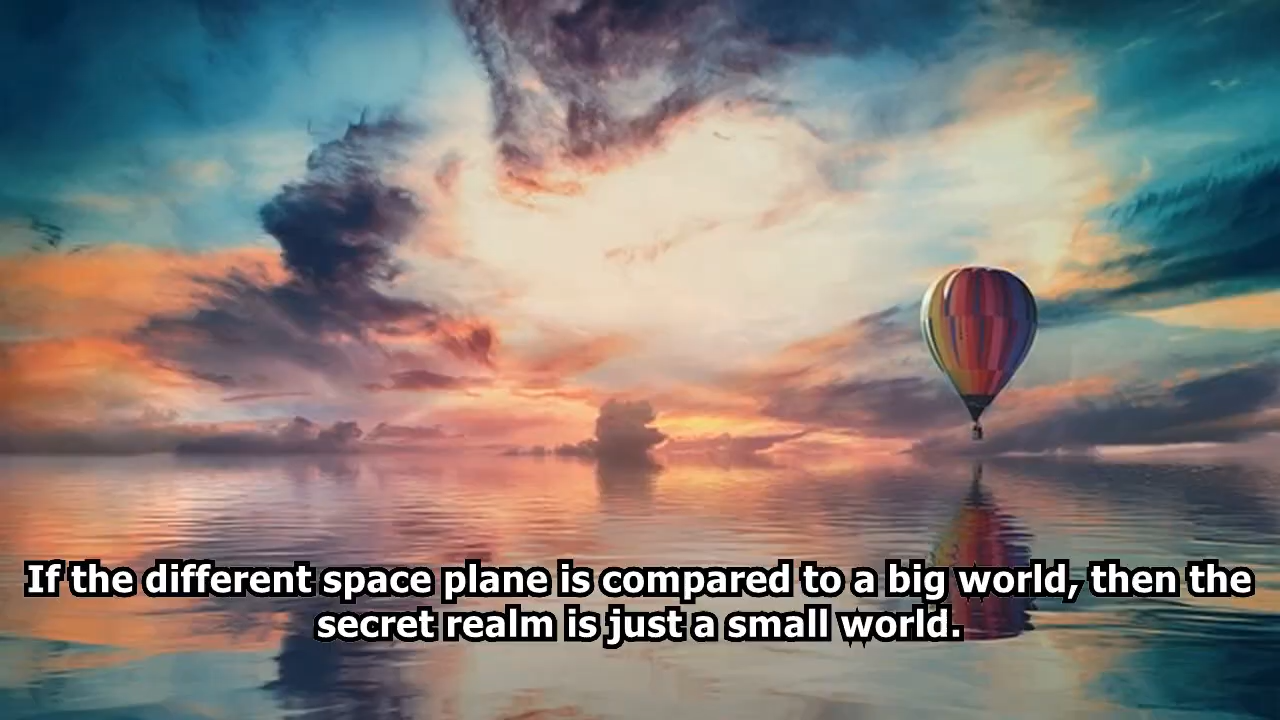 If the different space plane is compared to a big world, then the
secret realm is just a small world.